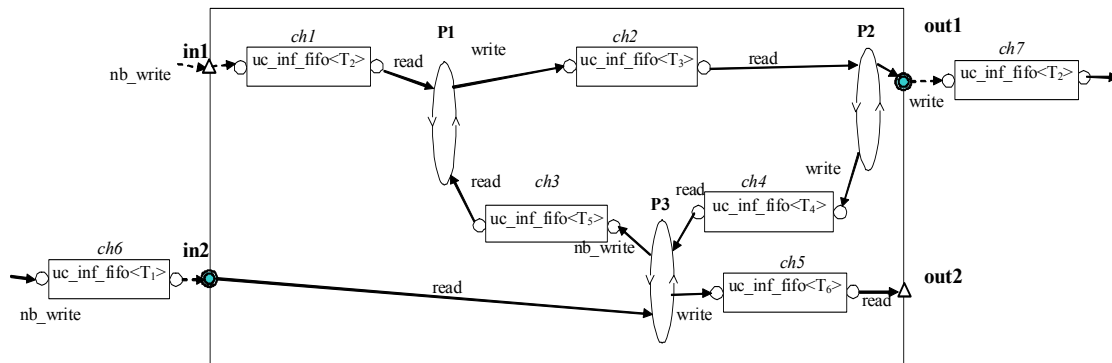 ch1
P1
ch2
P2
out1
ch7
in1
uc_inf_fifo<T₂>
read
write
uc_inf_fifo<T₃>
read
uc_inf_fifo<T₂>
nb_write
write
write
read
ch3
read
ch4
P3
uc_inf_fifo<T₅>
uc_inf_fifo<T₄>
ch6
in2
nb_write
ch5
out2
uc_inf_fifo<T₁>
uc_inf_fifo<T₆>
read
read
nb_write
write